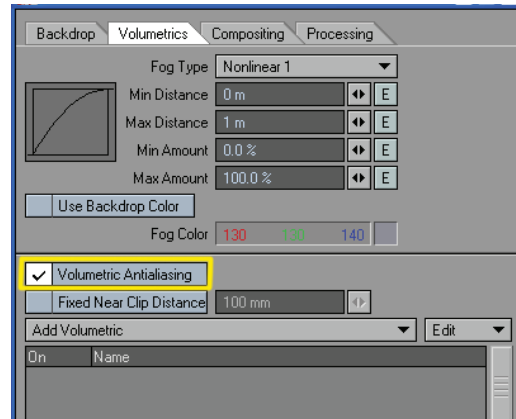 Backdrop Volumetrics Compositing Processing
Fog Type Nonlinear 1
Min Distance 0 m E
Max Distance 1 m E
Min Amount 0.0 % E
Max Amount 100.0 % E
Use Backdrop Color
Fog Color 130 130 140
Volumetric Antialiasing
Fixed Near Clip Distance 100 mm
Add Volumetric Edit
On Name